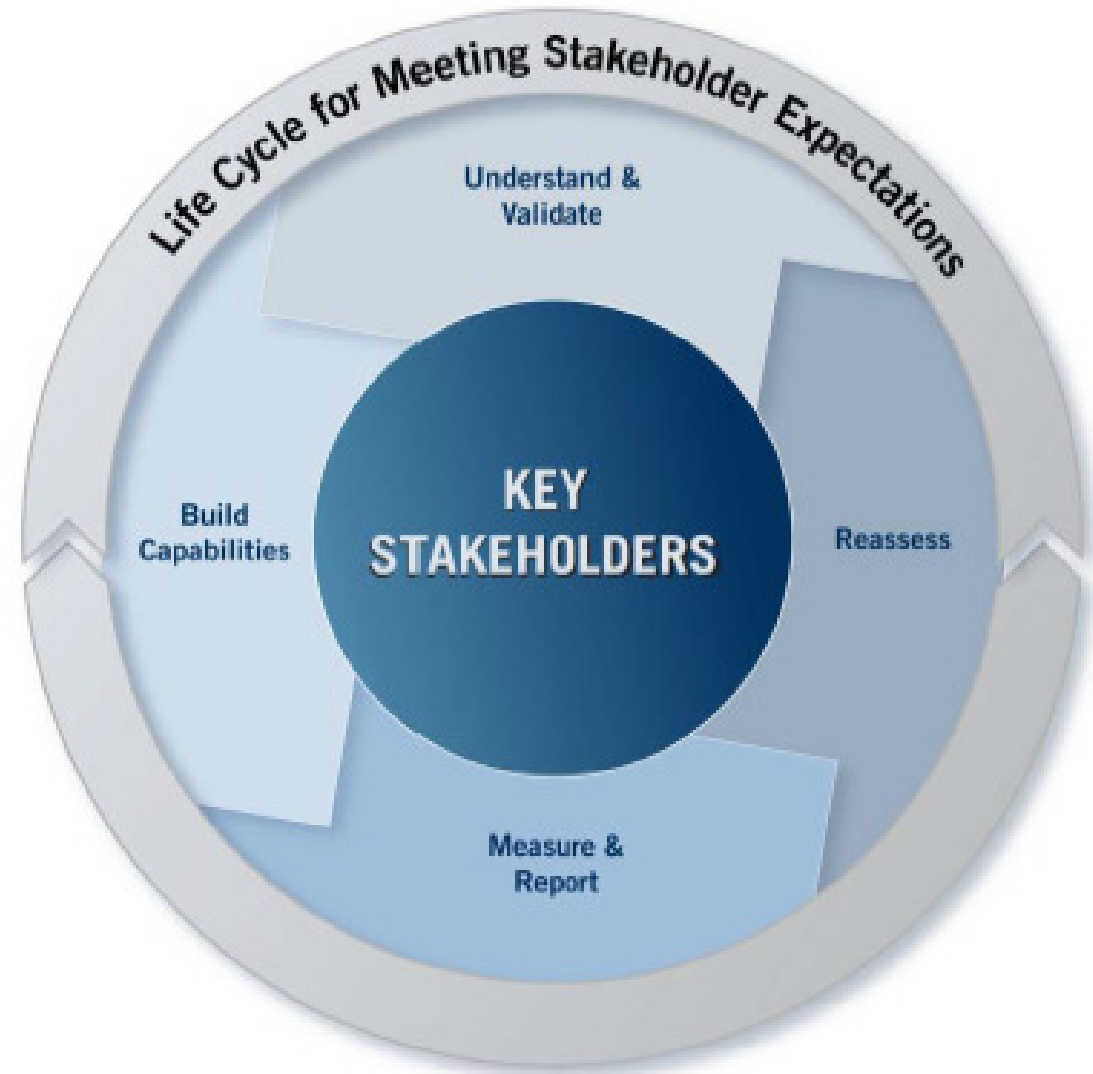 Life Cycle for Meeting Stakeholder Expectations
Understand &
Validate
Build
Capabilities
KEY
STAKEHOLDERS
Reassess
Measure &
Report